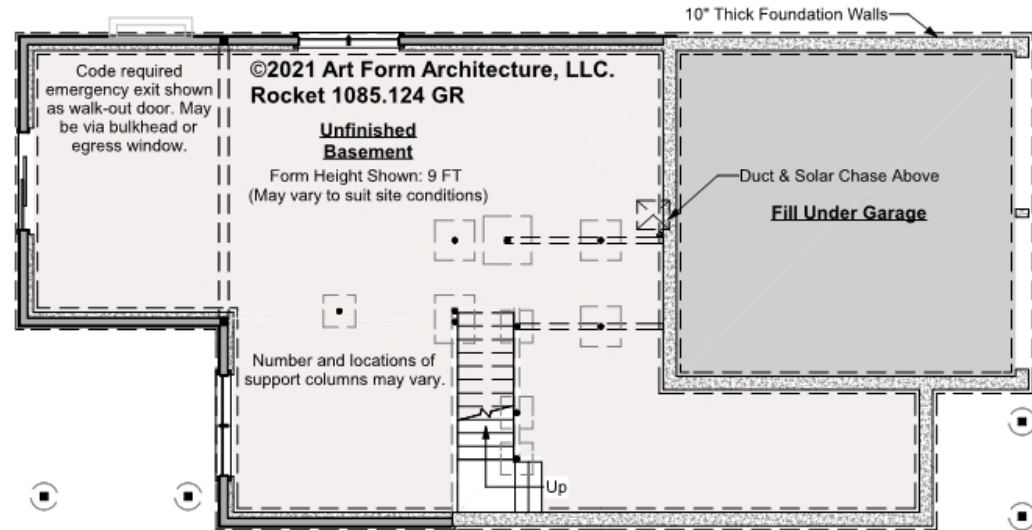 10" Thick Foundation Walls
Code required
emergency exit shown
as walk-out door. May
be via bulkhead or
egress window.
©2021 Art Form Architecture, LLC.
Rocket 1085.124 GR
Unfinished
Basement
Form Height Shown: 9 FT
(May vary to suit site conditions)
Duct & Solar Chase Above
Fill Under Garage
Number and locations of
support columns may vary.
Up